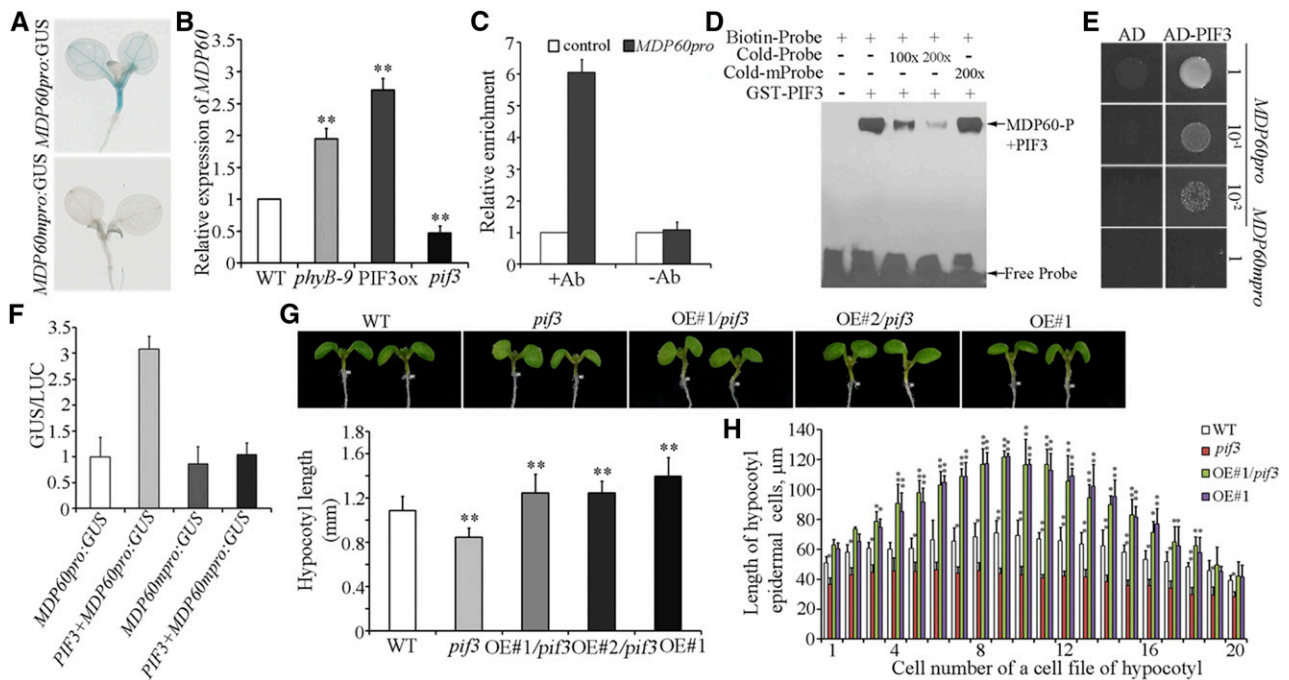 A
MDP60pro:GUS
MDP60mpro:GUS
B
Relative expression of MDP60
4
3.5
3
2.5
2
1.5
1
0.5
0
**
**
**
WT phyB-9 PIF3ox pif3
C
Relative enrichment
7
6
5
4
3
2
1
0
control MDP60pro
+Ab -Ab
D
Biotin-Probe + + + + +
Cold-Probe - - 100x 200x -
Cold-mProbe - - - - 200x
GST-PIF3 - + + + +
MDP60-P
+PIF3
Free Probe
E
AD AD-PIF3
1
10-1
10-2
1
MDP60pro
MDP60mpro
F
GUS/LUC
3.5
3
2.5
2
1.5
1
0.5
0
MDP60pro:GUS
PIF3+MDP60pro:GUS
MDP60mpro:GUS
PIF3+MDP60mpro:GUS
G
WT pif3 OE#1/pif3 OE#2/pif3 OE#1
Hypocotyl length
(mm)
1.6
1.2
0.8
0.4
0
**
**
**
**
WT pif3 OE#1/pif3 OE#2/pif3 OE#1
H
Length of hypocotyl
epidermal cells, µm
140
120
100
80
60
40
20
0
WT
pif3
OE#1/pif3
OE#1
1 4 8 12 16 20
Cell number of a cell file of hypocotyl